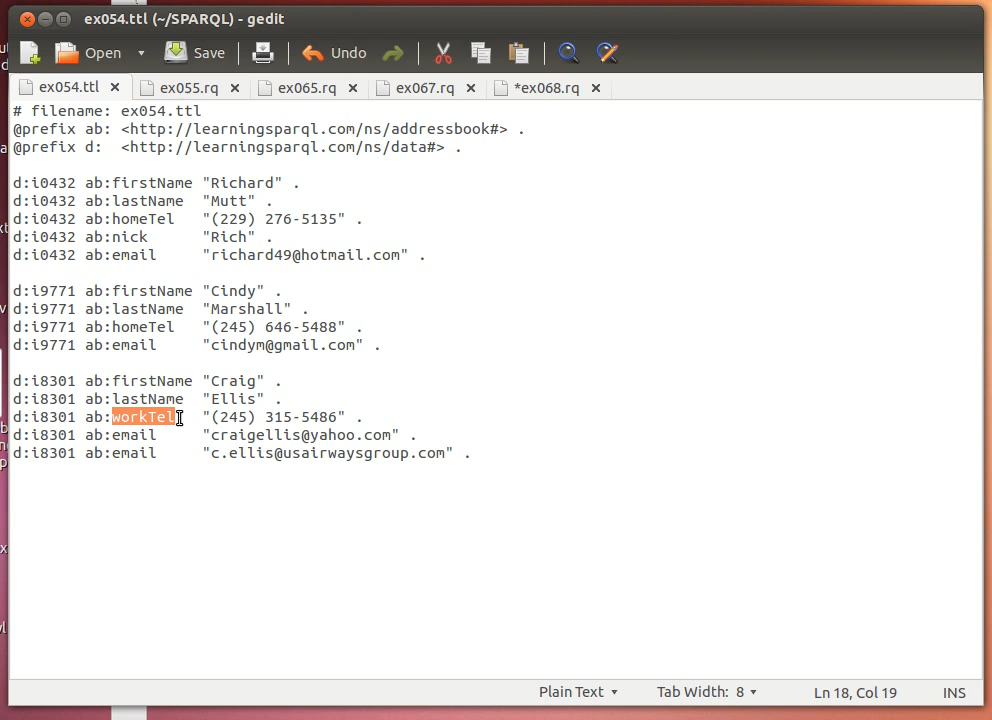 ex054.ttl (~/SPARQL) - gedit
Open Save Undo
ex054.ttl ex055.rq ex065.rq ex067.rq *ex068.rq
# filename: ex054.ttl
@prefix ab: <http://learningsparql.com/ns/addressbook#> .
@prefix d:  <http://learningsparql.com/ns/data#> .

d:i0432 ab:firstName "Richard" .
d:i0432 ab:lastName  "Mutt" .
d:i0432 ab:homeTel   "(229) 276-5135" .
d:i0432 ab:nick      "Rich" .
d:i0432 ab:email     "richard49@hotmail.com" .

d:i9771 ab:firstName "Cindy" .
d:i9771 ab:lastName  "Marshall" .
d:i9771 ab:homeTel   "(245) 646-5488" .
d:i9771 ab:email     "cindym@gmail.com" .

d:i8301 ab:firstName "Craig" .
d:i8301 ab:lastName  "Ellis" .
d:i8301 ab:workTel   "(245) 315-5486" .
d:i8301 ab:email     "craigellis@yahoo.com" .
d:i8301 ab:email     "c.ellis@usairwaysgroup.com" .
Plain Text Tab Width: 8 Ln 18, Col 19 INS